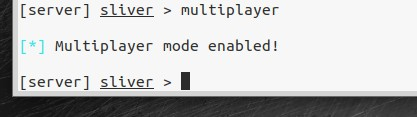 [server] sliver > multiplayer
[*] Multiplayer mode enabled!
[server] sliver >